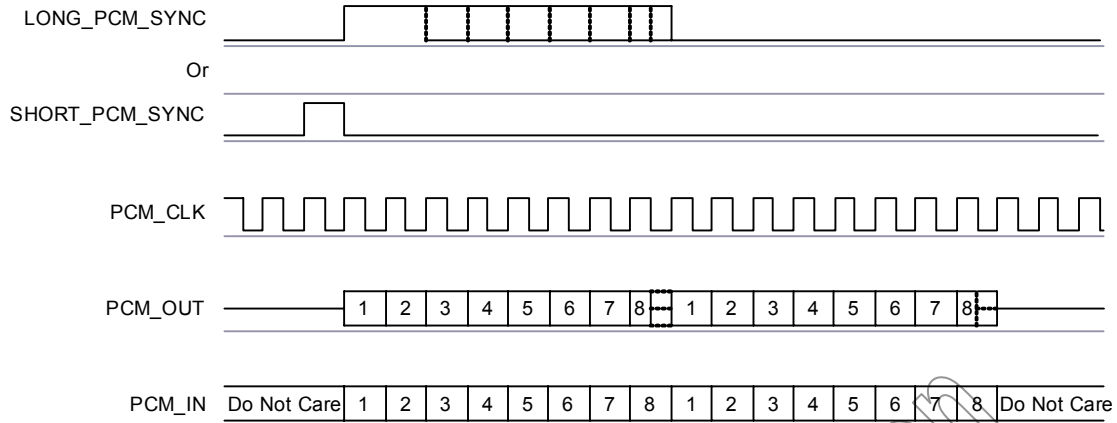 LONG_PCM_SYNC
Or
SHORT_PCM_SYNC
PCM_CLK
PCM_OUT 1 2 3 4 5 6 7 8 1 2 3 4 5 6 7 8
PCM_IN Do Not Care 1 2 3 4 5 6 7 8 1 2 3 4 5 6 7 8 Do Not Care